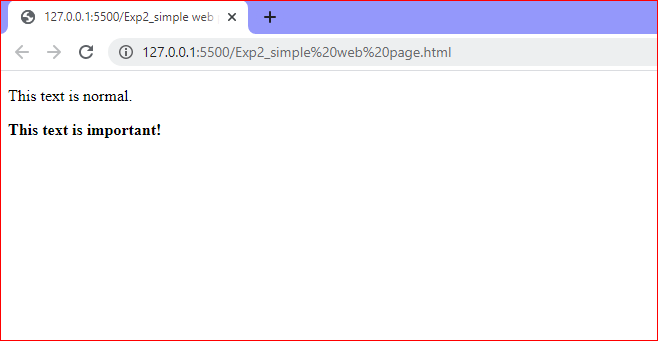 127.0.0.1:5500/Exp2_simple web
127.0.0.1:5500/Exp2_simple%20web%20page.html
This text is normal.
This text is important!